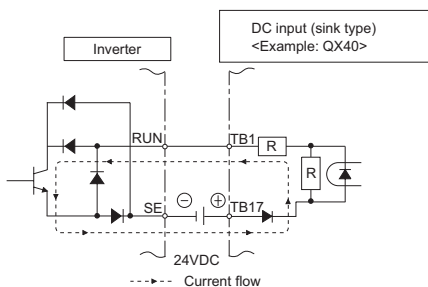 Inverter
DC input (sink type)
<Example: QX40>
RUN
TB1
R
R
SE
⊖
⊕
TB17
24VDC
Current flow